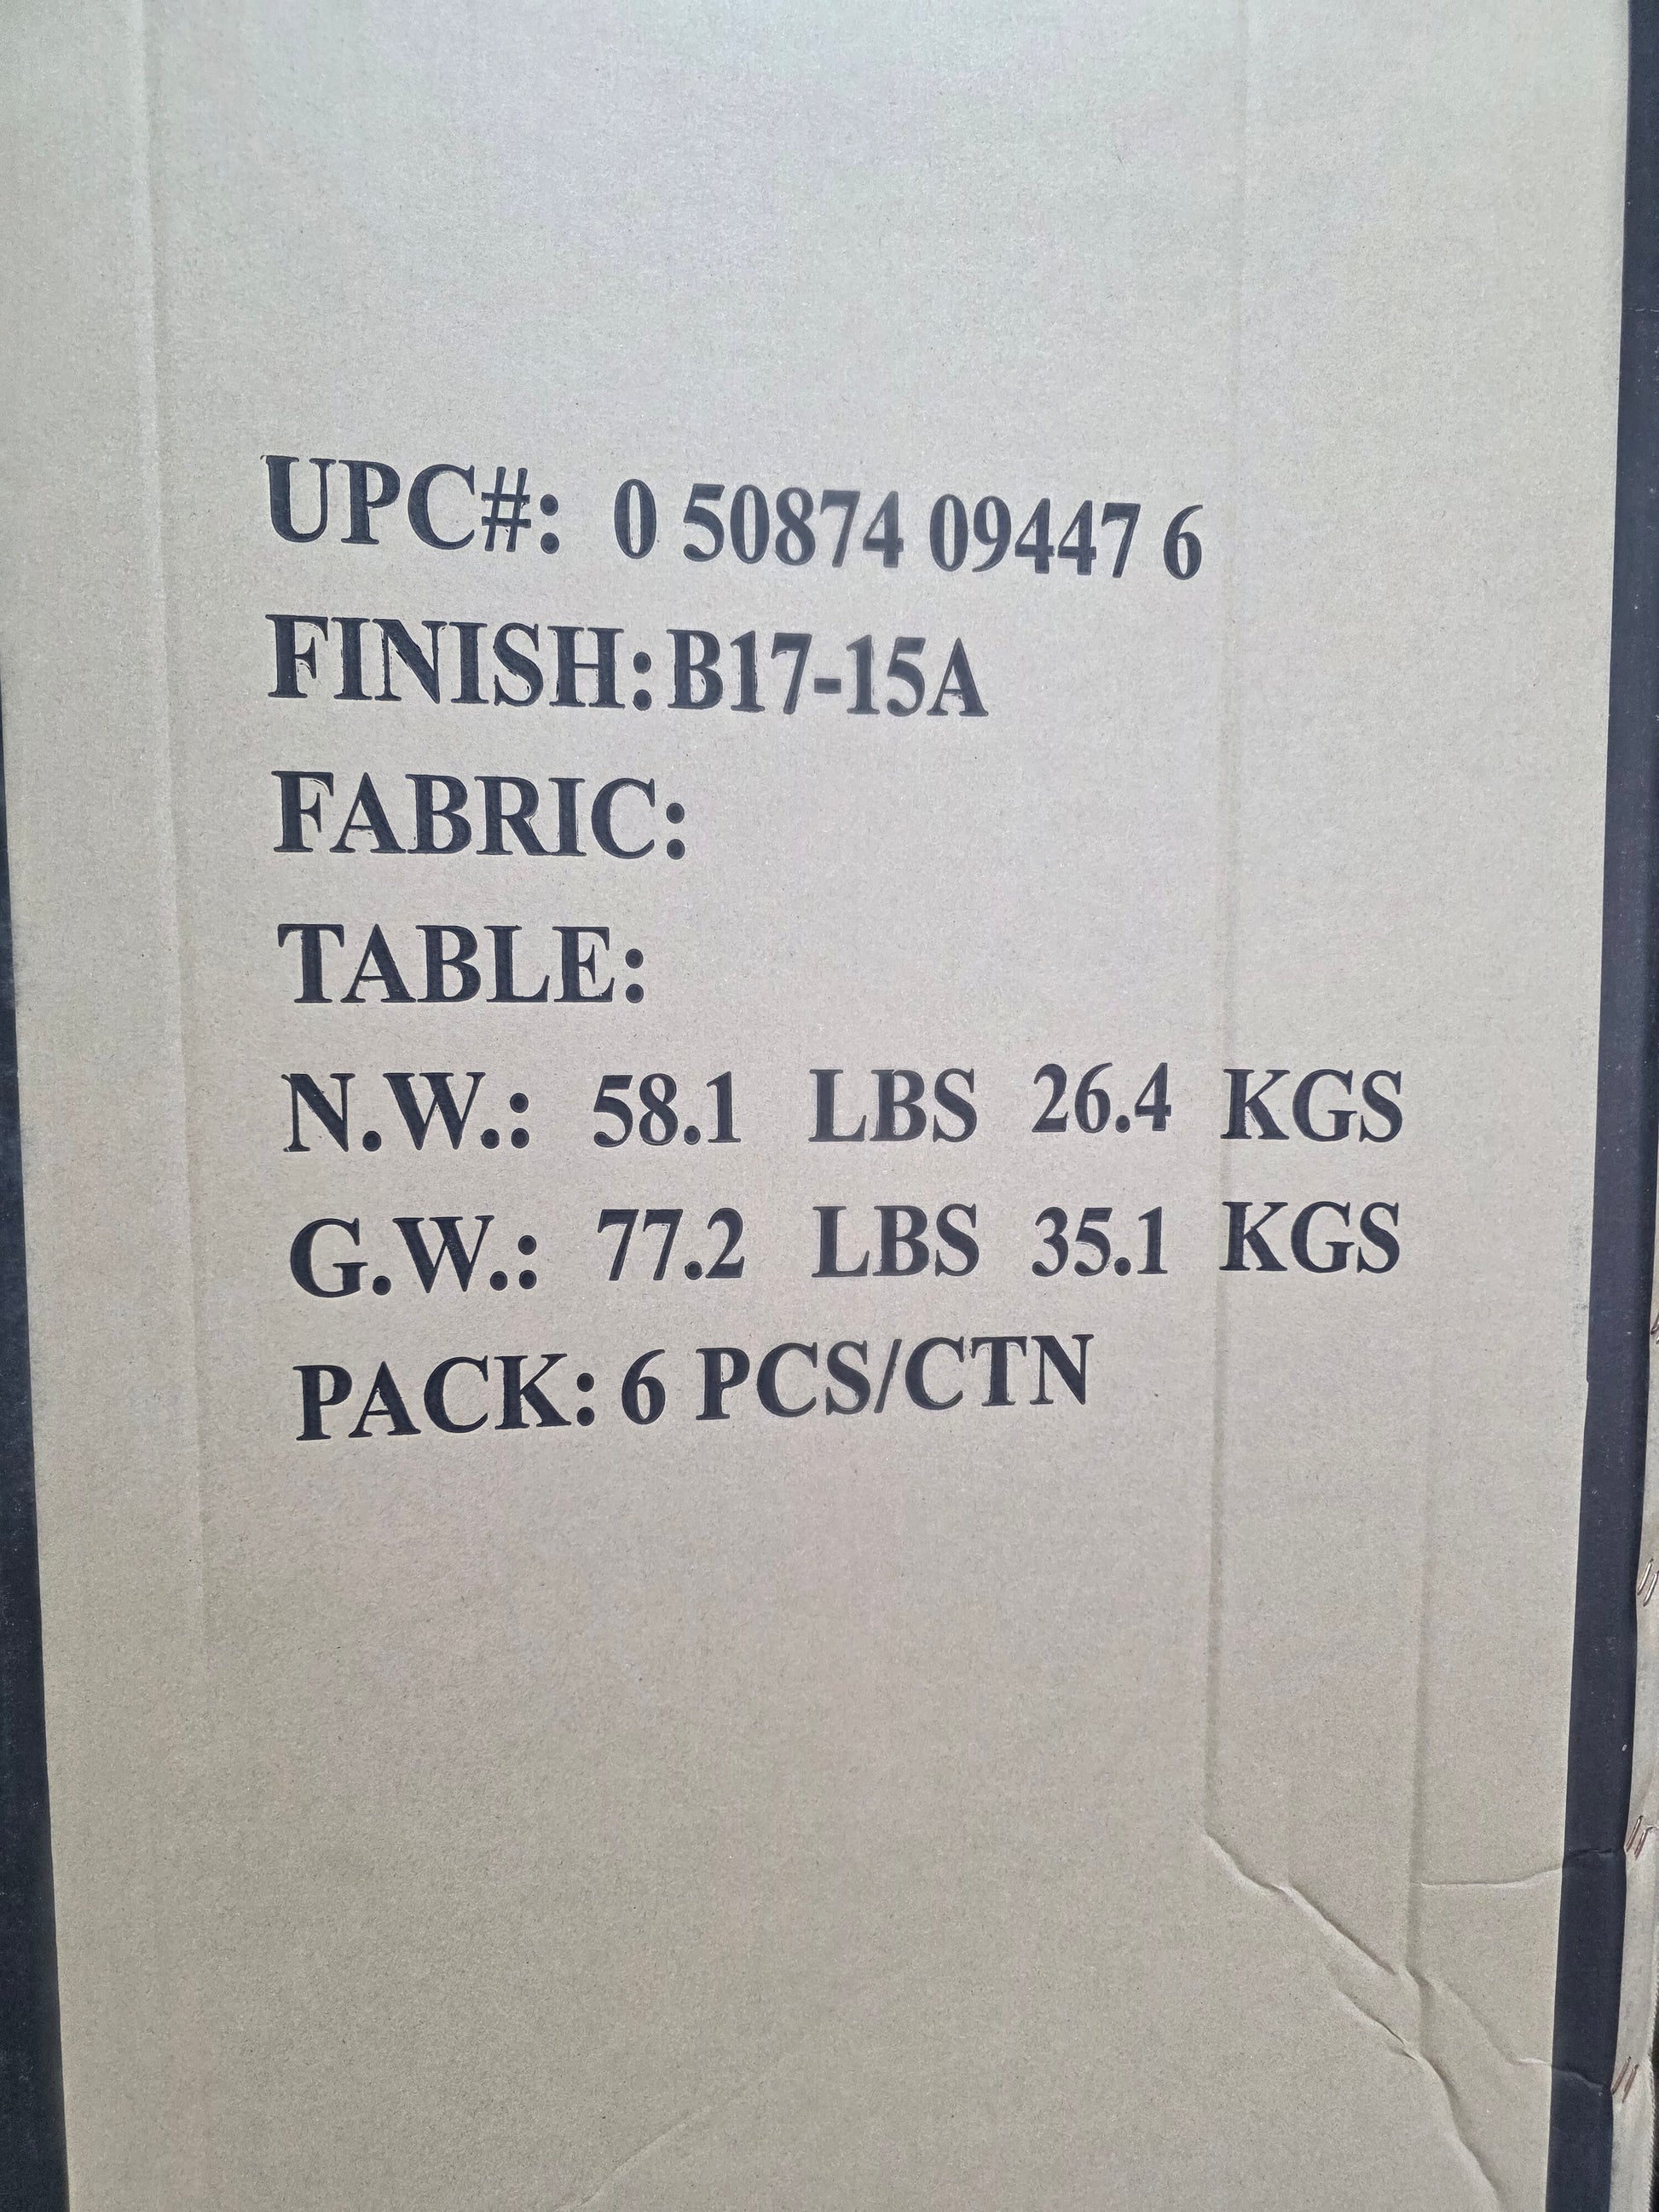 UPC#: 0 50874 09447 6
FINISH: B17-15A
FABRIC:
TABLE:
N.W.: 58.1 LBS 26.4 KGS
G.W.: 77.2 LBS 35.1 KGS
PACK: 6 PCS/CTN